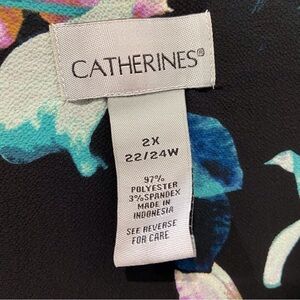 CATHERINES®
2X
22/24W
97%
POLYESTER
3% SPANDEX
MADE IN
INDONESIA
SEE REVERSE
FOR CARE